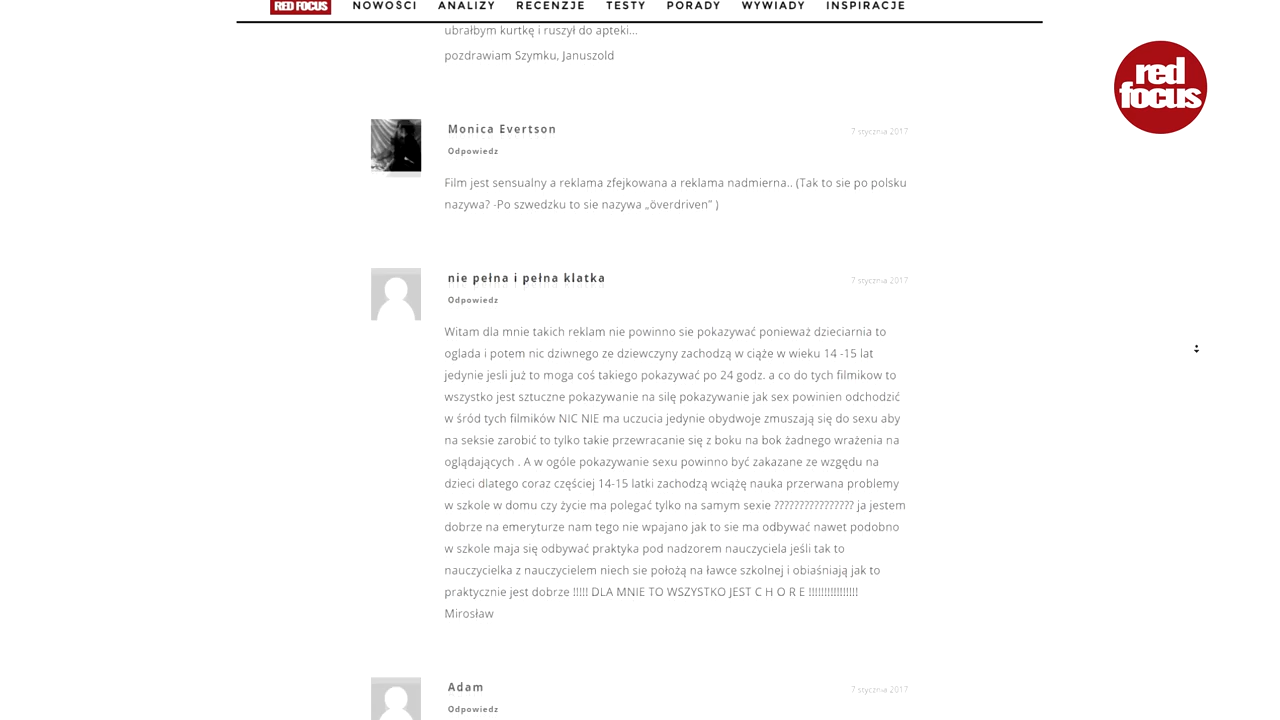 RED FOCUS NOWOŚCI ANALIZY RECENZJE TESTY PORADY WYWIADY INSPIRACJE
ubrałbym kurtkę i ruszył do apteki...
pozdrawiam Szymku, Januszold
red
focus
Monica Evertson 7 stycznia 2017
Odpowiedz
Film jest sensualny a reklama zfejkowana a reklama nadmierna.. (Tak to sie po polsku
nazywa? -Po szwedzku to sie nazywa „överdriven” )
nie pełna i pełna klatka 7 stycznia 2017
Odpowiedz
Witam dla mnie takich reklam nie powinno sie pokazywać ponieważ dzieciarnia to
oglada i potem nic dziwnego ze dziewczyny zachodzą w ciąże w wieku 14 -15 lat
jedynie jesli już to moga coś takiego pokazywać po 24 godz. a co do tych filmikow to
wszystko jest sztuczne pokazywanie na silę pokazywanie jak sex powinien odchodzić
w śród tych filmików NIC NIE ma uczucia jedynie obydwoje zmuszają się do sexu aby
na seksie zarobić to tylko takie przewracanie się z boku na bok żadnego wrażenia na
oglądających . A w ogóle pokazywanie sexu powinno być zakazane ze wzgędu na
dzieci dlatego coraz częściej 14-15 latki zachodzą wciążę nauka przerwana problemy
w szkole w domu czy życie ma polegać tylko na samym sexie ???????????????? ja jestem
dobrze na emeryturze nam tego nie wpajano jak to sie ma odbywać nawet podobno
w szkole maja się odbywać praktyka pod nadzorem nauczyciela jeśli tak to
nauczycielka z nauczycielem niech sie położą na ławce szkolnej i obiaśniają jak to
praktycznie jest dobrze !!!!! DLA MNIE TO WSZYSTKO JEST C H O R E !!!!!!!!!!!!!!!!
Mirosław
Adam 7 stycznia 2017
Odpowiedz